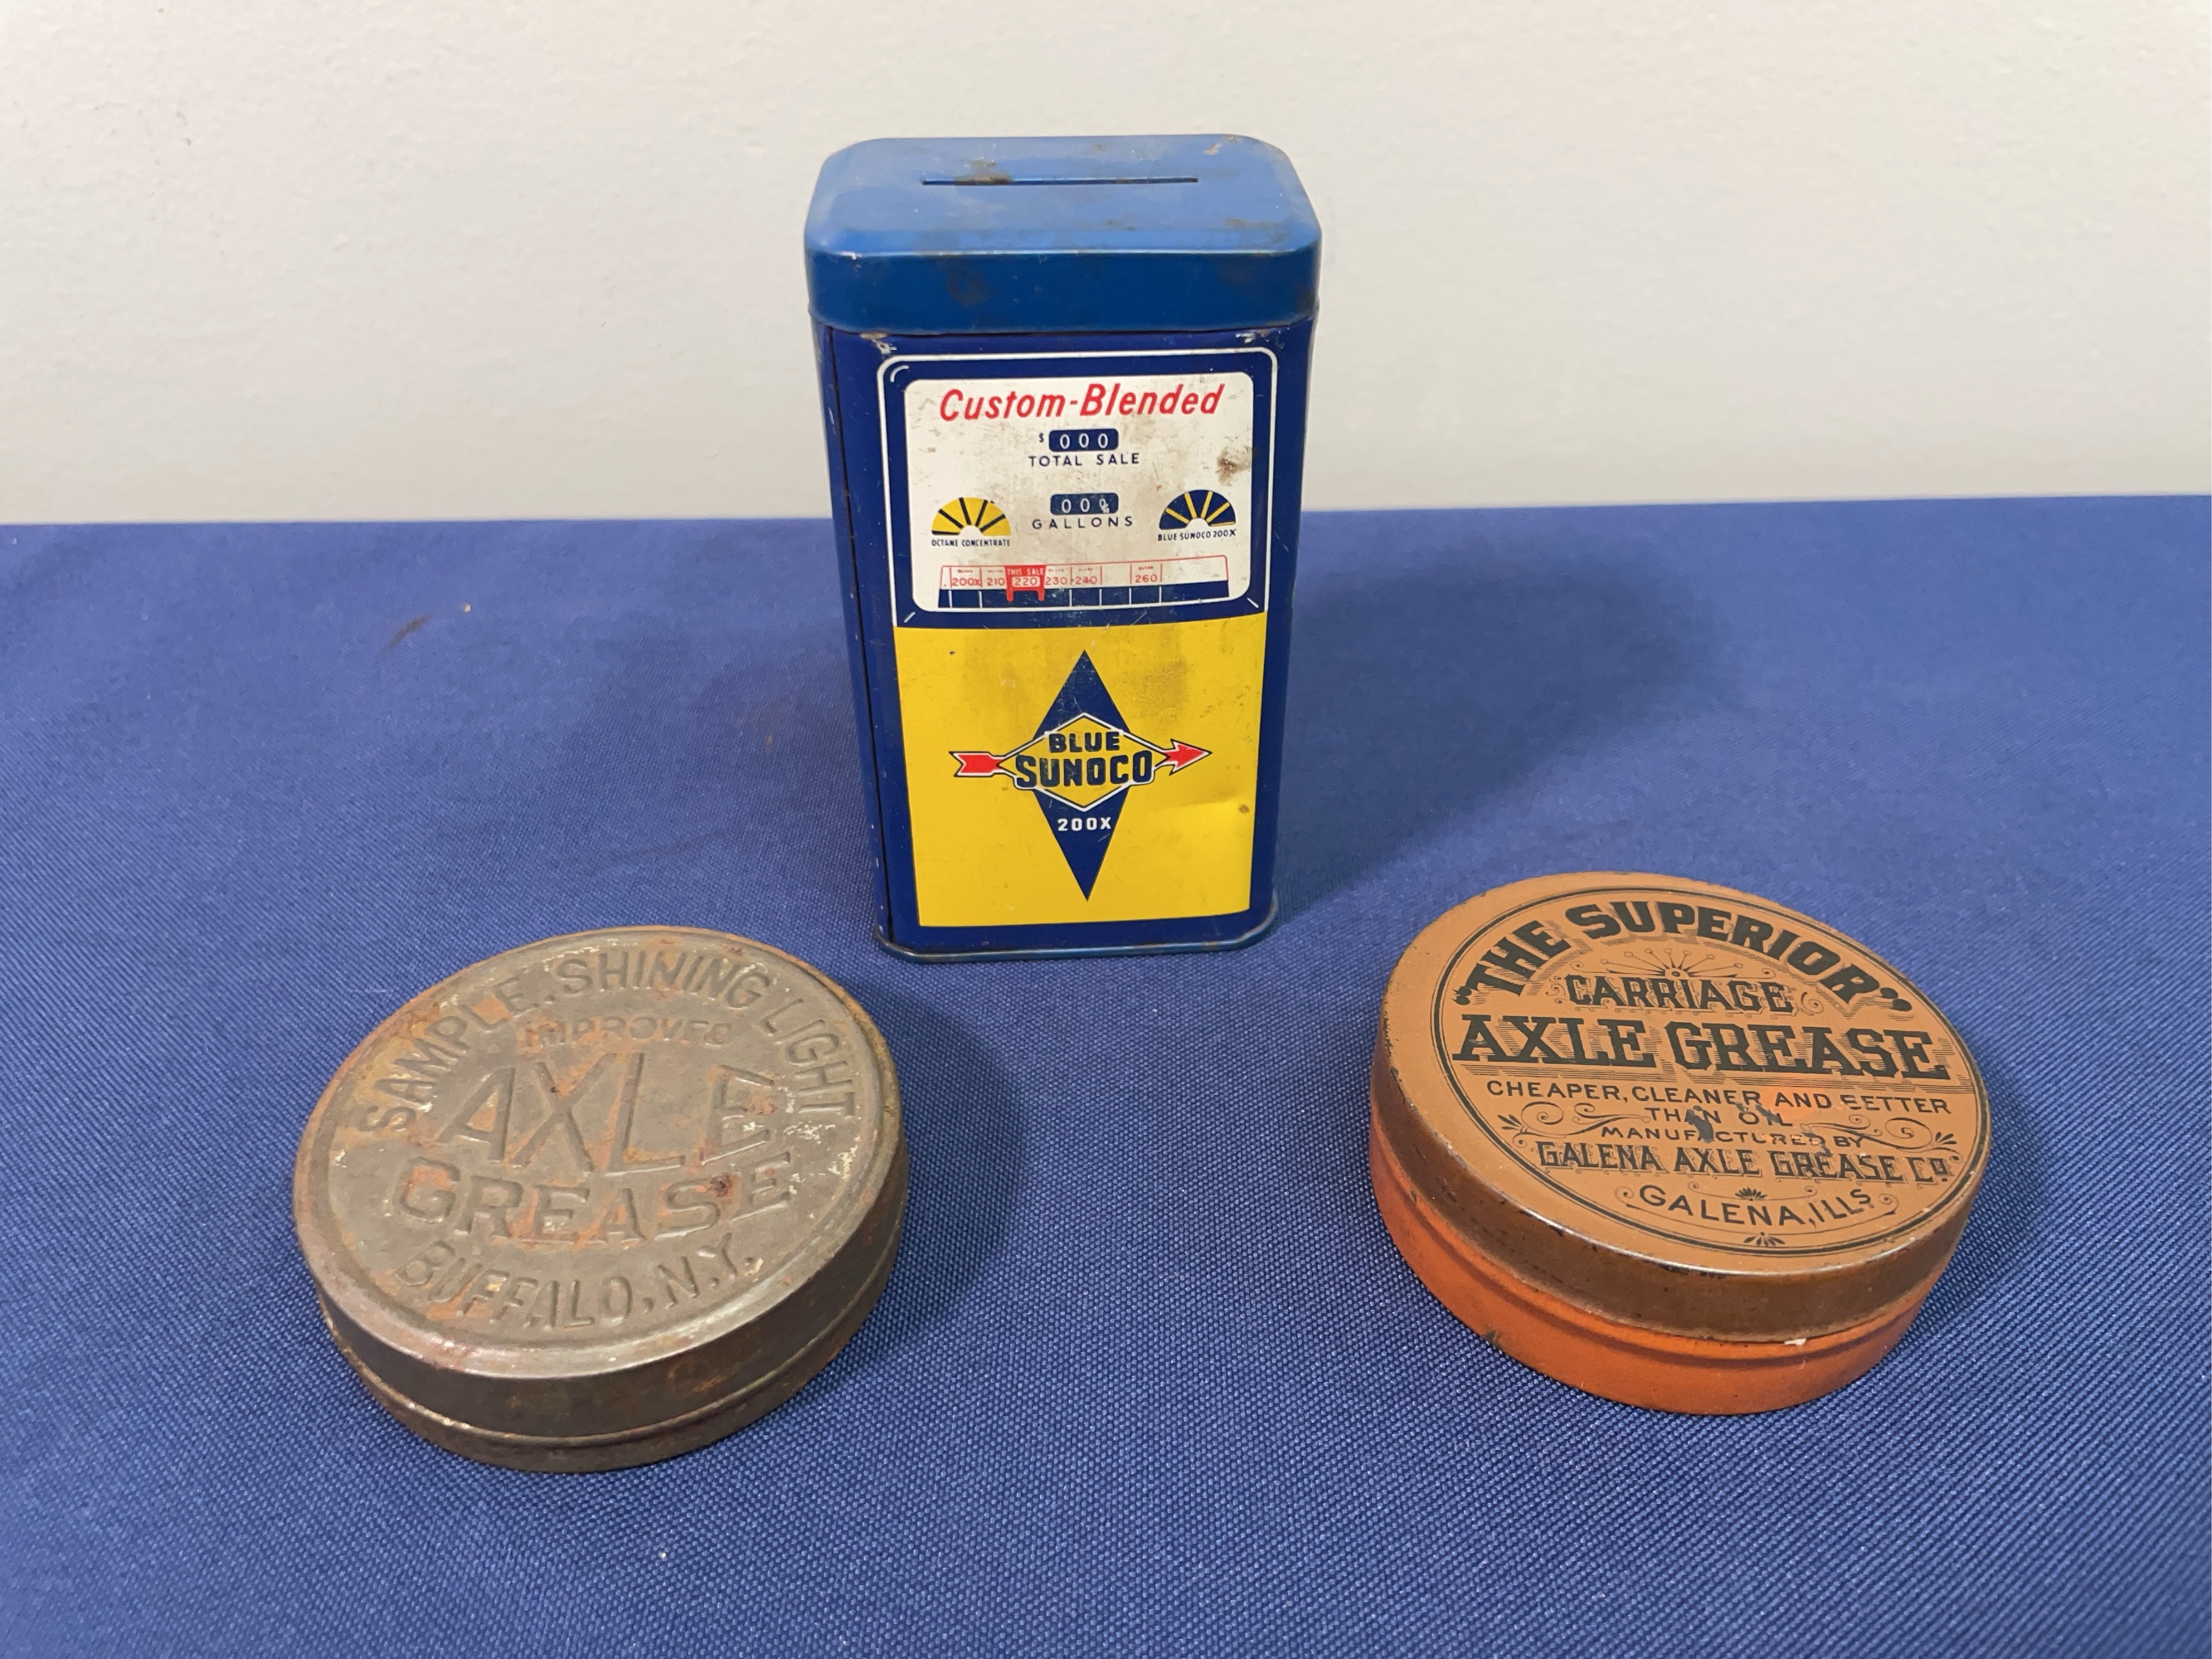 Custom-Blended
$ 000
TOTAL SALE
000
GALLONS
OCTANE CONCENTRATE
BLUE SUNOCO 200X
THIS SALE
200X 210 220 230 240 260
BLUE
SUNOCO
200X
SAMPLE. SHINING LIGHT
IMPROVED
AXLE
GREASE
BUFFALO, N.Y.
"THE SUPERIOR"
CARRIAGE
AXLE GREASE
CHEAPER, CLEANER AND BETTER
THAN OIL
MANUFACTURED BY
GALENA AXLE GREASE CO.
GALENA, ILLS